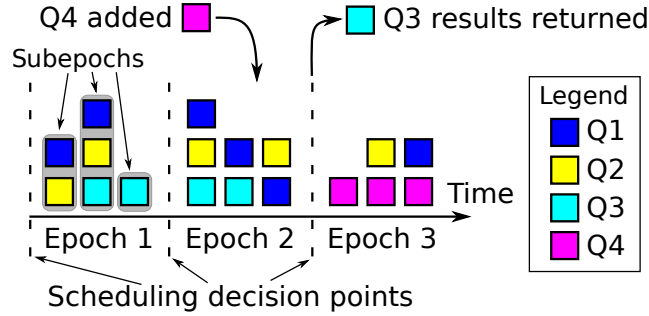 Q4 added
Q3 results returned
Subepochs
Legend
Q1
Q2
Q3
Q4
Time
Epoch 1
Epoch 2
Epoch 3
Scheduling decision points